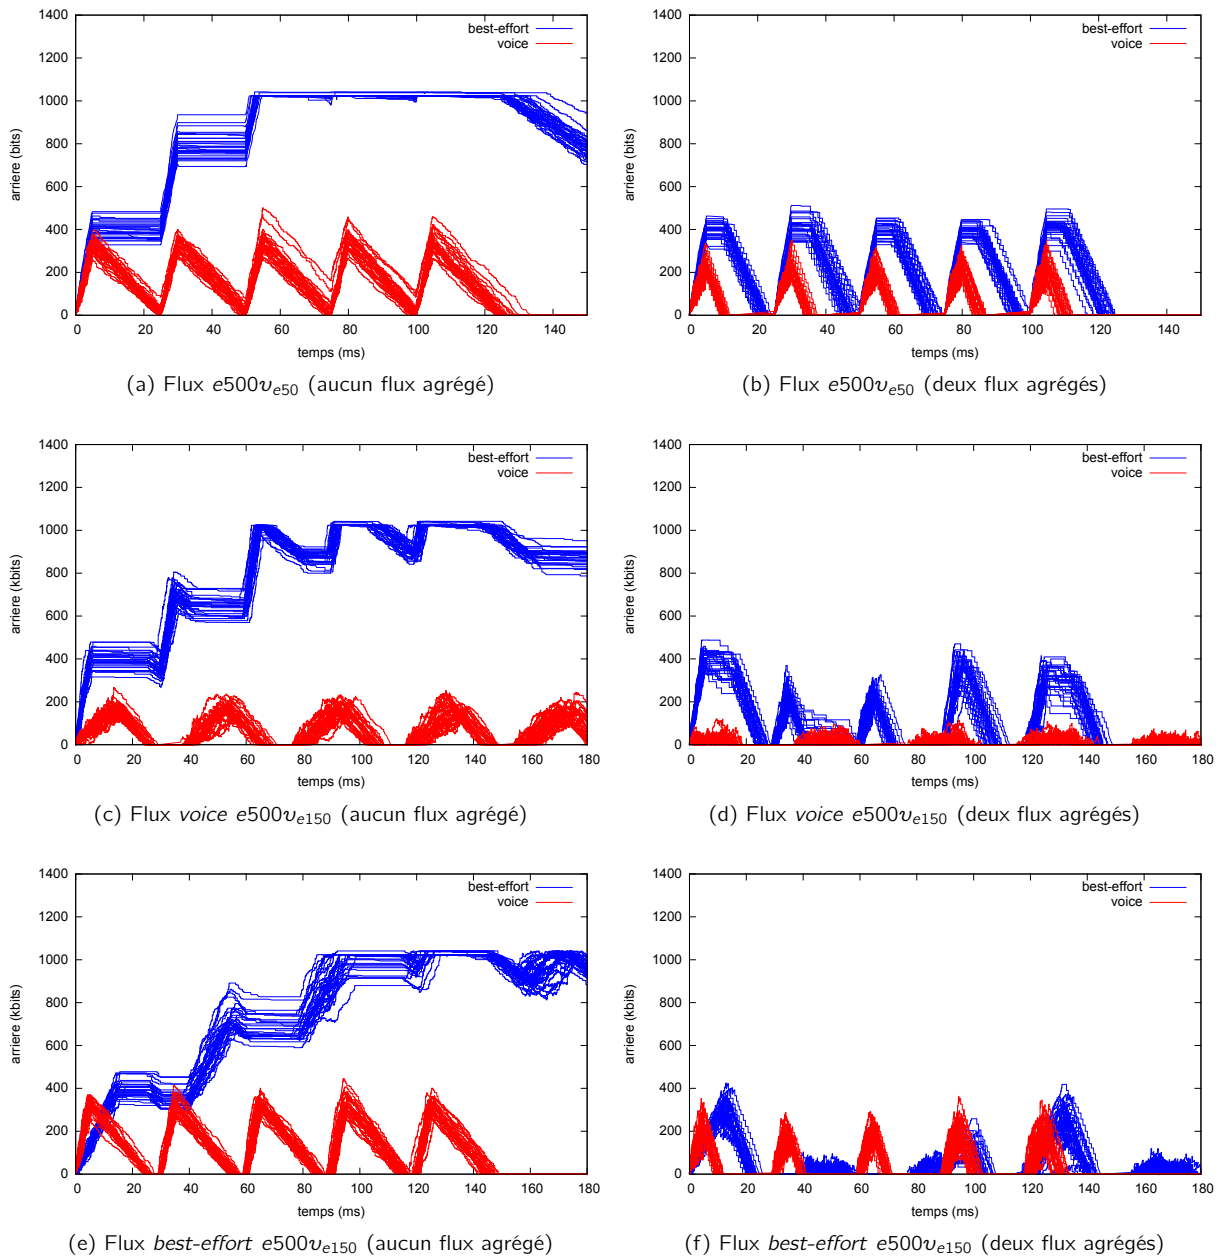 1400
1200
1000
800
600
400
200
0
arriere (bits)
best-effort
voice
0 20 40 60 80 100 120 140
temps (ms)
(a) Flux e500υe50 (aucun flux agrégé)
1400
1200
1000
800
600
400
200
0
arriere (bits)
best-effort
voice
0 20 40 60 80 100 120 140
temps (ms)
(b) Flux e500υe50 (deux flux agrégés)
1400
1200
1000
800
600
400
200
0
arriere (kbits)
best-effort
voice
0 20 40 60 80 100 120 140 160 180
temps (ms)
(c) Flux voice e500υe150 (aucun flux agrégé)
1400
1200
1000
800
600
400
200
0
arriere (kbits)
best-effort
voice
0 20 40 60 80 100 120 140 160 180
temps (ms)
(d) Flux voice e500υe150 (deux flux agrégés)
1400
1200
1000
800
600
400
200
0
arriere (kbits)
best-effort
voice
0 20 40 60 80 100 120 140 160 180
temps (ms)
(e) Flux best-effort e500υe150 (aucun flux agrégé)
1400
1200
1000
800
600
400
200
0
arriere (kbits)
best-effort
voice
0 20 40 60 80 100 120 140 160 180
temps (ms)
(f) Flux best-effort e500υe150 (deux flux agrégés)